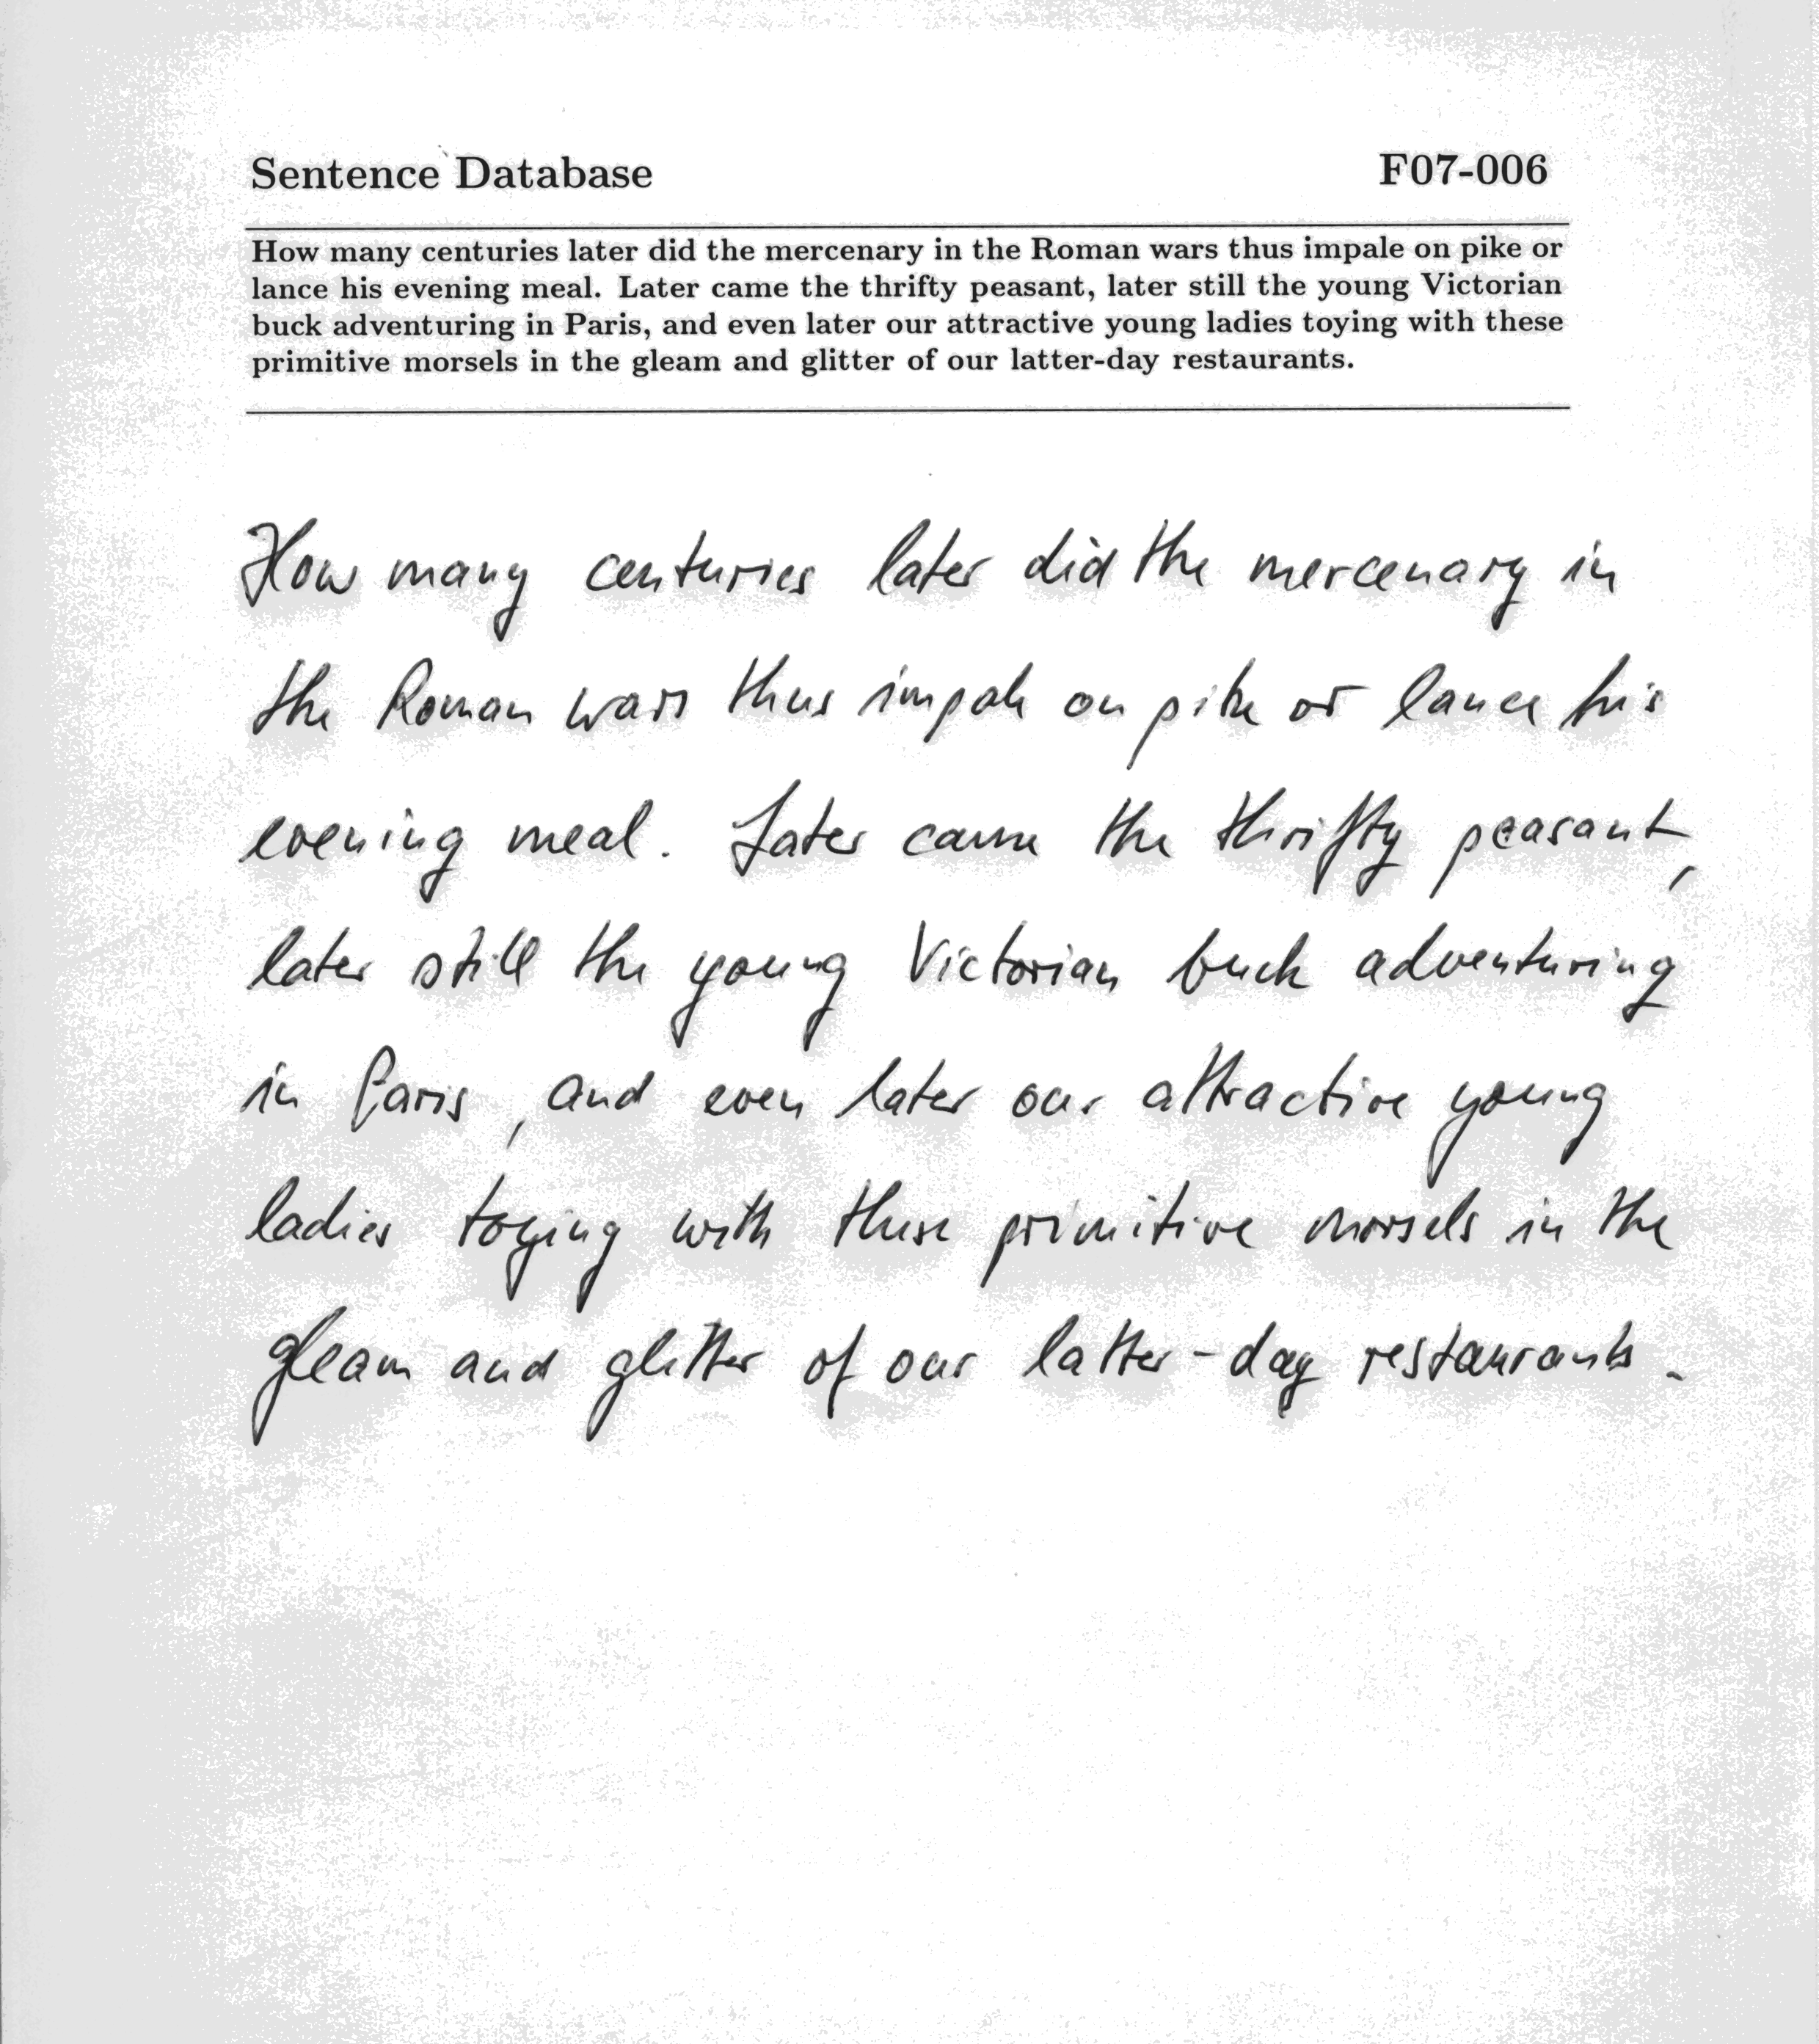 Sentence Database F07-006
How many centuries later did the mercenary in the Roman wars thus impale on pike or
lance his evening meal. Later came the thrifty peasant, later still the young Victorian
buck adventuring in Paris, and even later our attractive young ladies toying with these
primitive morsels in the gleam and glitter of our latter-day restaurants.
How many centuries later did the mercenary in
the Roman wars thus impale on pike or lance his
evening meal. Later came the thrifty peasant,
later still the young Victorian buck adventuring
in Paris, and even later our attractive young
ladies toying with these primitive morsels in the
gleam and glitter of our latter-day restaurants.